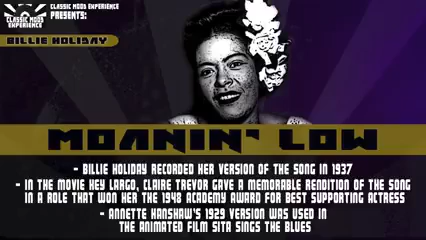 CLASSIC MOOD EXPERIENCE
PRESENTS:
CLASSIC MOOD
EXPERIENCE
BILLIE HOLIDAY
MOANIN' LOW
- BILLIE HOLIDAY RECORDED HER VERSION OF THE SONG IN 1937
- IN THE MOVIE KEY LARGO, CLAIRE TREVOR GAVE A MEMORABLE RENDITION OF THE SONG
IN A ROLE THAT WON HER THE 1948 ACADEMY AWARD FOR BEST SUPPORTING ACTRESS
- ANNETTE HANSHAW'S 1929 VERSION WAS USED IN
THE ANIMATED FILM SITA SINGS THE BLUES